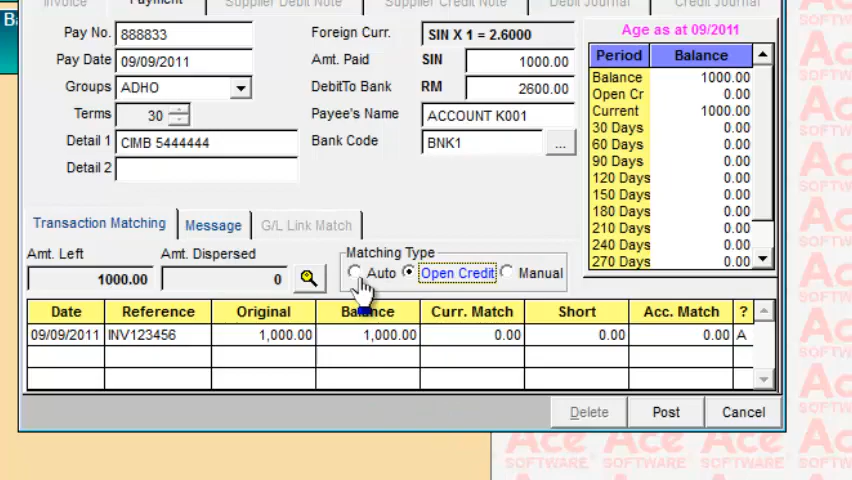 Invoice Payment Supplier Debit Note Supplier Credit Note Debit Journal Credit Journal
Pay No. 888833
Pay Date 09/09/2011
Groups ADHO
Terms 30
Detail 1 CIMB 5444444
Detail 2
Foreign Curr. SIN X 1 = 2.6000
Amt. Paid SIN 1000.00
DebitTo Bank RM 2600.00
Payee's Name ACCOUNT K001
Bank Code BNK1 ...
Age as at 09/2011
Period Balance
Balance 1000.00
Open Cr 0.00
Current 1000.00
30 Days 0.00
60 Days 0.00
90 Days 0.00
120 Days 0.00
150 Days 0.00
180 Days 0.00
210 Days 0.00
240 Days 0.00
270 Days 0.00
Transaction Matching Message G/L Link Match
Amt. Left Amt. Dispersed Matching Type
1000.00 0 Auto Open Credit Manual
Date Reference Original Balance Curr. Match Short Acc. Match ?
09/09/2011 INV123456 1,000.00 1,000.00 0.00 0.00 0.00 A
Delete Post Cancel
Ace Ace Ace Ace
SOFTWARE SOFTWARE SOFTWARE SOFTWARE